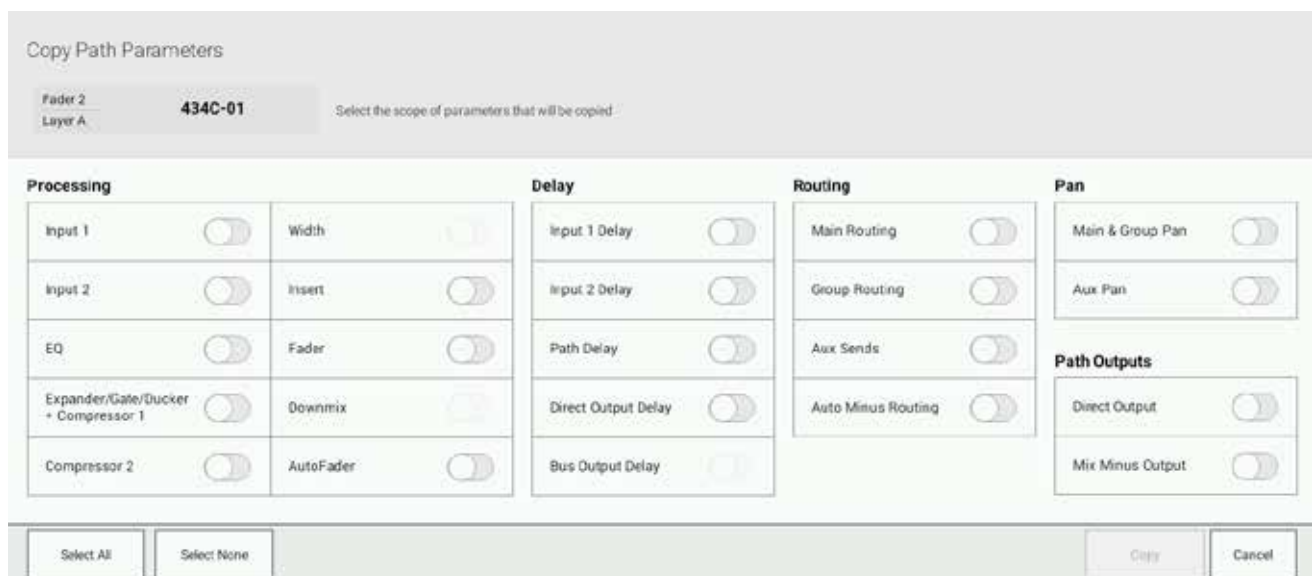 Copy Path Parameters
Fader 2
Layer A
434C-01
Select the scope of parameters that will be copied
Processing
Input 1
Input 2
EQ
Expander/Gate/Ducker
+ Compressor 1
Compressor 2
Width
Insert
Fader
Downmix
AutoFader
Delay
Input 1 Delay
Input 2 Delay
Path Delay
Direct Output Delay
Bus Output Delay
Routing
Main Routing
Group Routing
Aux Sends
Auto Minus Routing
Pan
Main & Group Pan
Aux Pan
Path Outputs
Direct Output
Mix Minus Output
Select All
Select None
Copy
Cancel